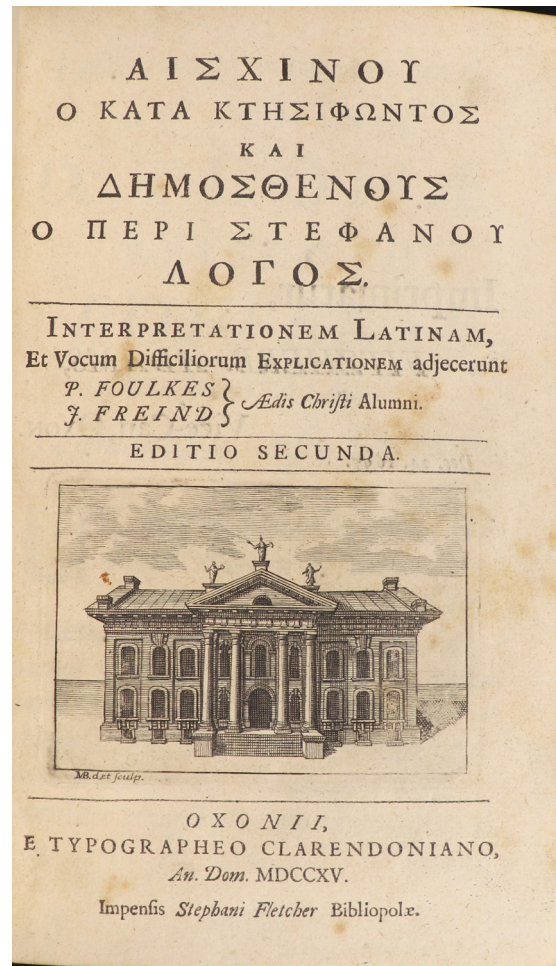 ΑΙΣΧΙΝΟΥ
Ο ΚΑΤΑ ΚΤΗΣΙΦΩΝΤΟΣ
ΚΑΙ
ΔΗΜΟΣΘΕΝΟΥΣ
Ο ΠΕΡΙ ΣΤΕΦΑΝΟΥ
ΛΟΓΟΣ.
INTERPRETATIONEM LATINAM,
Et Vocum Difficiliorum EXPLICATIONEM adjecerunt
P. FOULKES
J. FREIND } Ædis Chriſti Alumni.
EDITIO SECUNDA.
MB. del. ſculp.
OXONII,
E TYPOGRAPHEO CLARENDONIANO,
An. Dom. MDCCXV.
Impenſis Stephani Fletcher Bibliopolæ.